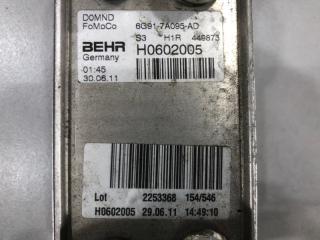 DOMND
FoMoCo 6G91-7A095-AD
S3 H1R 449873
BEHR H0602005
Germany
01:45
30.06.11
Lot 2253368 154/546
H0602005 29.06.11 14:49:10